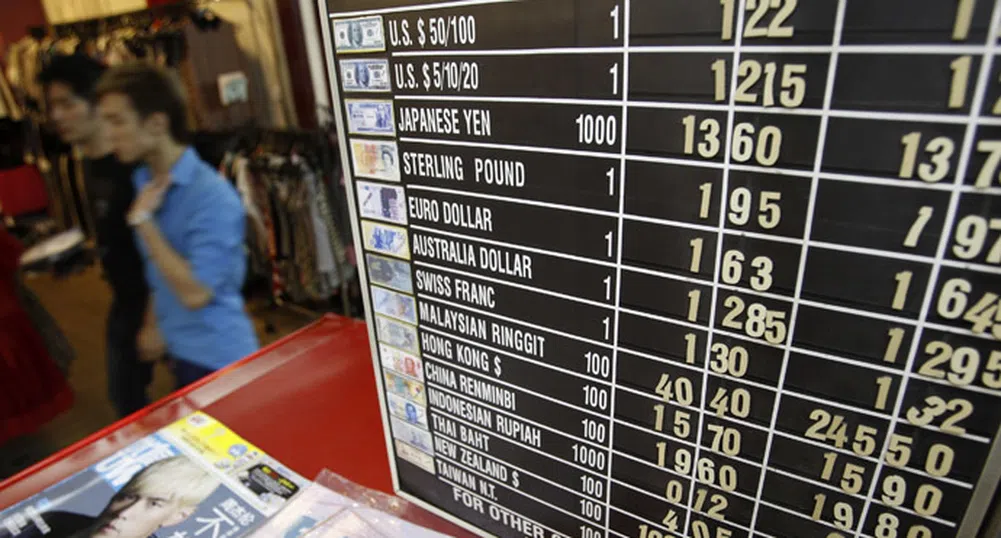 U.S. $ 50/100 1 1 22 1
U.S. $ 5/10/20 1 1 215 1
JAPANESE YEN 1000 13 60 13 7
STERLING POUND 1 1 95 1 97
EURO DOLLAR 1 1 63 1 64
AUSTRALIA DOLLAR 1 1 285 1 295
SWISS FRANC 1 1 30 1 32
MALAYSIAN RINGGIT 100 40 40
HONG KONG $ 100 15 70 15 90
CHINA RENMINBI 100 19 60 19 80
INDONESIAN RUPIAH 1000 0 12
THAI BAHT 100 4 05
NEW ZEALAND $ 100
TAIWAN N.T. 100
FOR OTHER